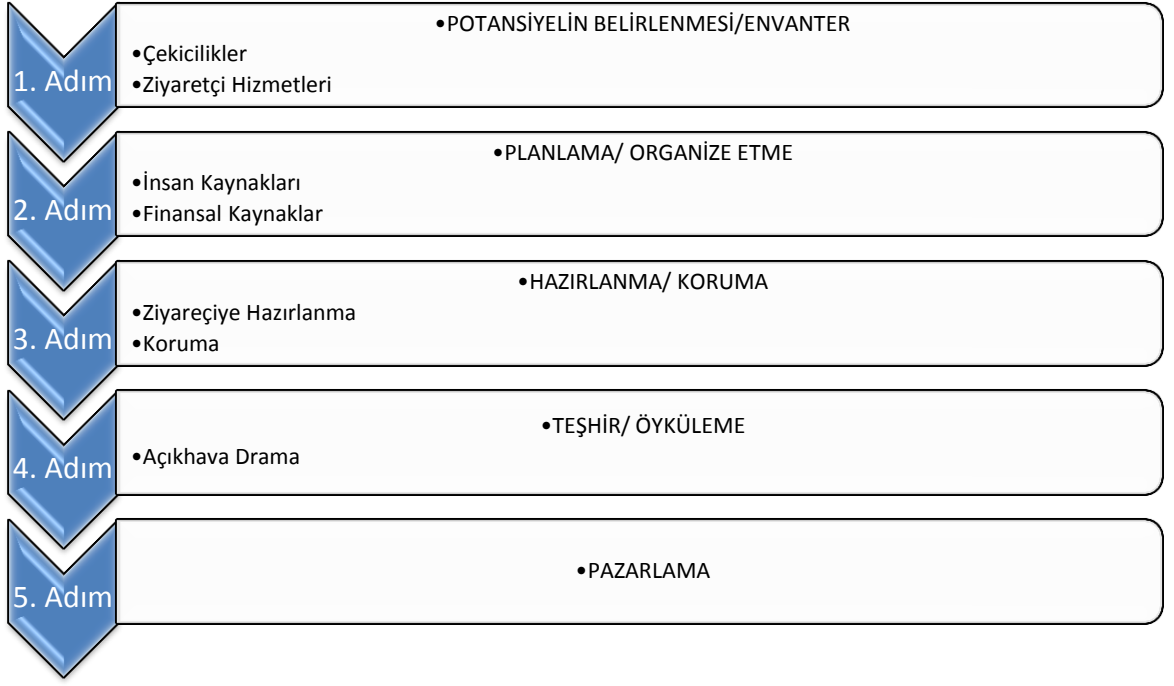 1. Adım
•POTANSİYELİN BELİRLENMESİ/ENVANTER
•Çekicilikler
•Ziyaretçi Hizmetleri
2. Adım
•PLANLAMA/ ORGANİZE ETME
•İnsan Kaynakları
•Finansal Kaynaklar
3. Adım
•HAZIRLANMA/ KORUMA
•Ziyareçiye Hazırlanma
•Koruma
4. Adım
•TEŞHİR/ ÖYKÜLEME
•Açıkhava Drama
5. Adım
•PAZARLAMA